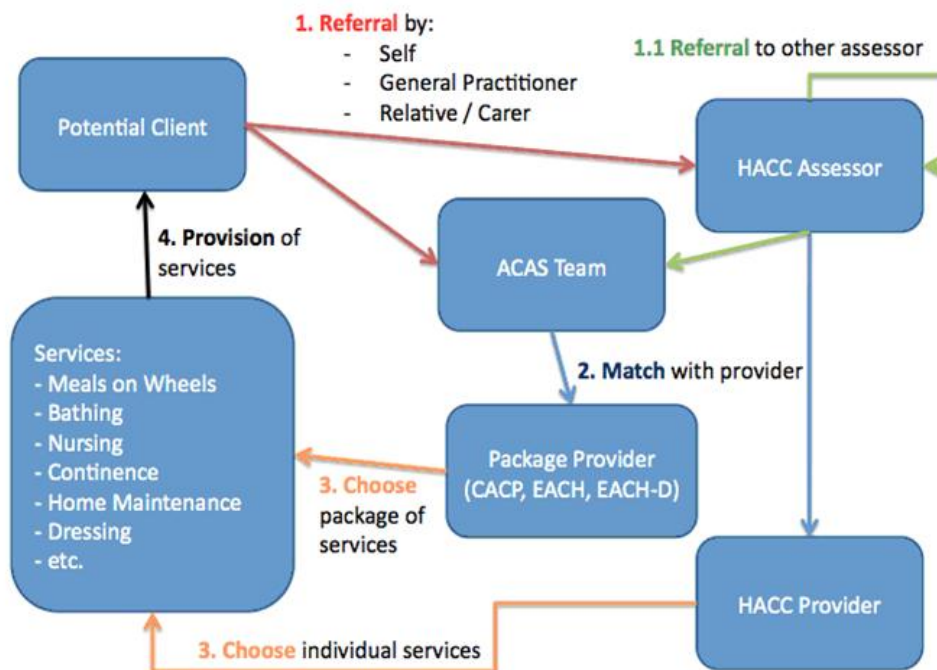 1. Referral by:
- Self
- General Practitioner
- Relative / Carer
1.1 Referral to other assessor
Potential Client
HACC Assessor
4. Provision of
services
ACAS Team
Services:
- Meals on Wheels
- Bathing
- Nursing
- Continence
- Home Maintenance
- Dressing
- etc.
2. Match with provider
Package Provider
(CACP, EACH, EACH-D)
3. Choose
package of
services
HACC Provider
3. Choose individual services